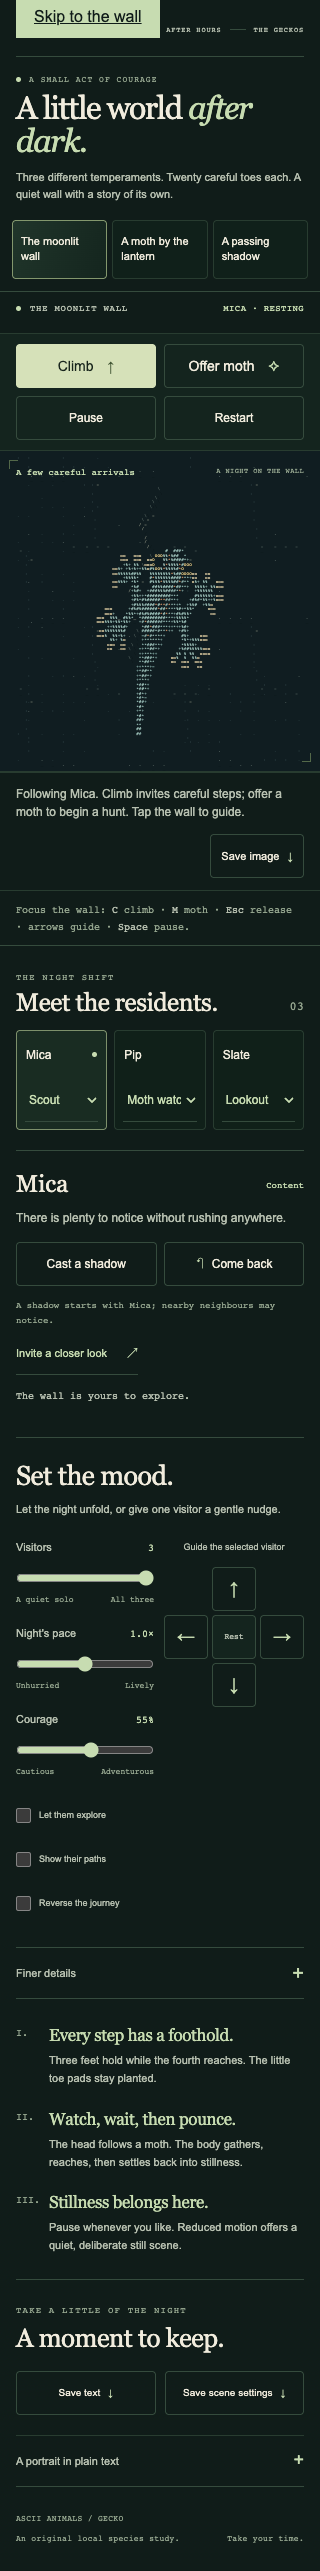 Skip to the wall
AFTER HOURS — THE GECKOS
A SMALL ACT OF COURAGE
A little world after
dark.
Three different temperaments. Twenty careful toes each. A
quiet wall with a story of its own.
The moonlit
wall
A moth by the
lantern
A passing
shadow
THE MOONLIT WALL
MICA · RESTING
Climb ↑
Offer moth ✧
Pause
Restart
A few careful arrivals
A NIGHT ON THE WALL
Following Mica. Climb invites careful steps; offer a
moth to begin a hunt. Tap the wall to guide.
Save image ↓
Focus the wall: C climb · M moth · Esc release
· arrows guide · Space pause.
THE NIGHT SHIFT
Meet the residents.
03
Mica
Scout
Pip
Moth watc
Slate
Lookout
Mica
Content
There is plenty to notice without rushing anywhere.
Cast a shadow
Come back
A shadow starts with Mica; nearby neighbours may
notice.
Invite a closer look ↗
The wall is yours to explore.
Set the mood.
Let the night unfold, or give one visitor a gentle nudge.
Visitors 3
A quiet solo All three
Night's pace 1.0×
Unhurried Lively
Courage 55%
Cautious Adventurous
Guide the selected visitor
↑
← Rest →
↓
Let them explore
Show their paths
Reverse the journey
Finer details +
I. Every step has a foothold.
Three feet hold while the fourth reaches. The little
toe pads stay planted.
II. Watch, wait, then pounce.
The head follows a moth. The body gathers,
reaches, then settles back into stillness.
III. Stillness belongs here.
Pause whenever you like. Reduced motion offers a
quiet, deliberate still scene.
TAKE A LITTLE OF THE NIGHT
A moment to keep.
Save text ↓
Save scene settings ↓
A portrait in plain text +
ASCII ANIMALS / GECKO
An original local species study.
Take your time.